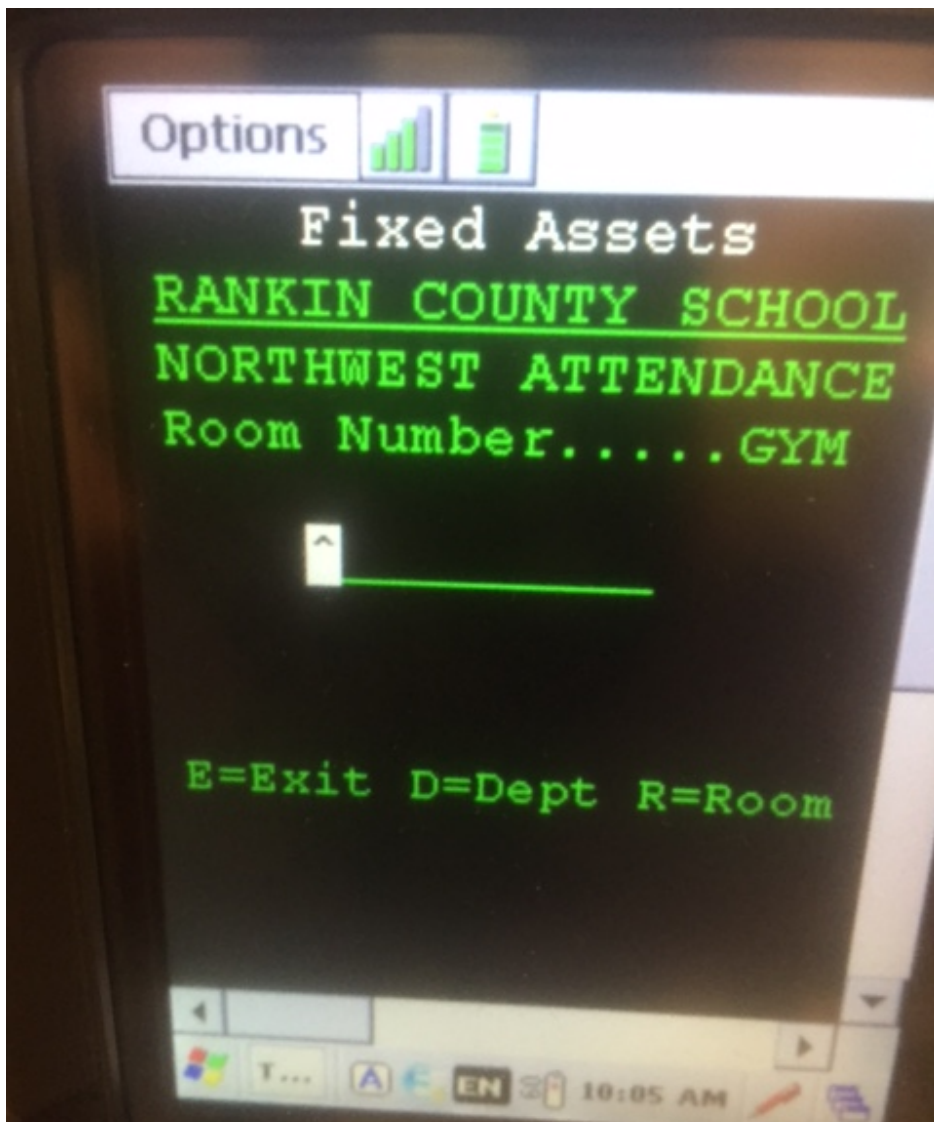 Options
Fixed Assets
RANKIN COUNTY SCHOOL
NORTHWEST ATTENDANCE
Room Number.....GYM
^
E=Exit D=Dept R=Room
T... A EN 10:05 AM